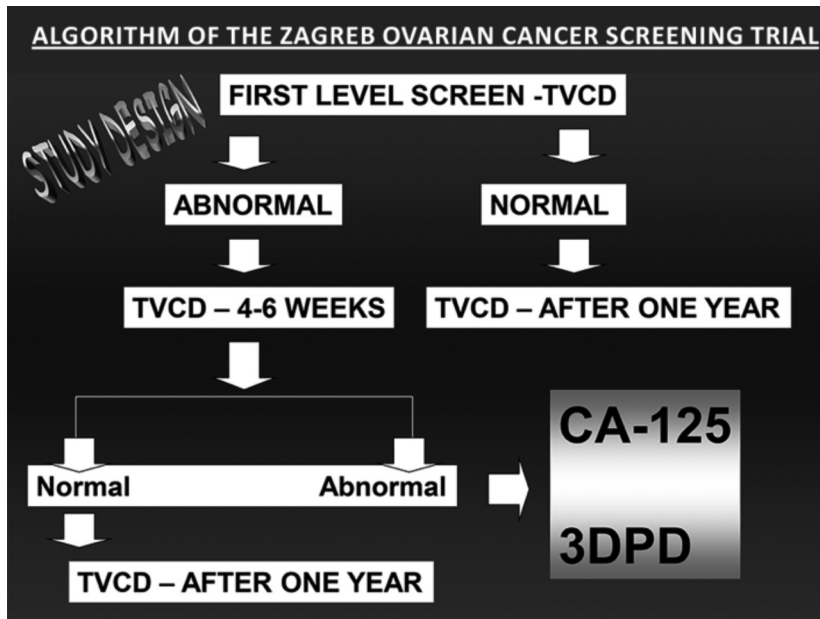 ALGORITHM OF THE ZAGREB OVARIAN CANCER SCREENING TRIAL
STUDY DESIGN
FIRST LEVEL SCREEN -TVCD
ABNORMAL
NORMAL
TVCD – 4-6 WEEKS
TVCD – AFTER ONE YEAR
Normal
Abnormal
CA-125
3DPD
TVCD – AFTER ONE YEAR